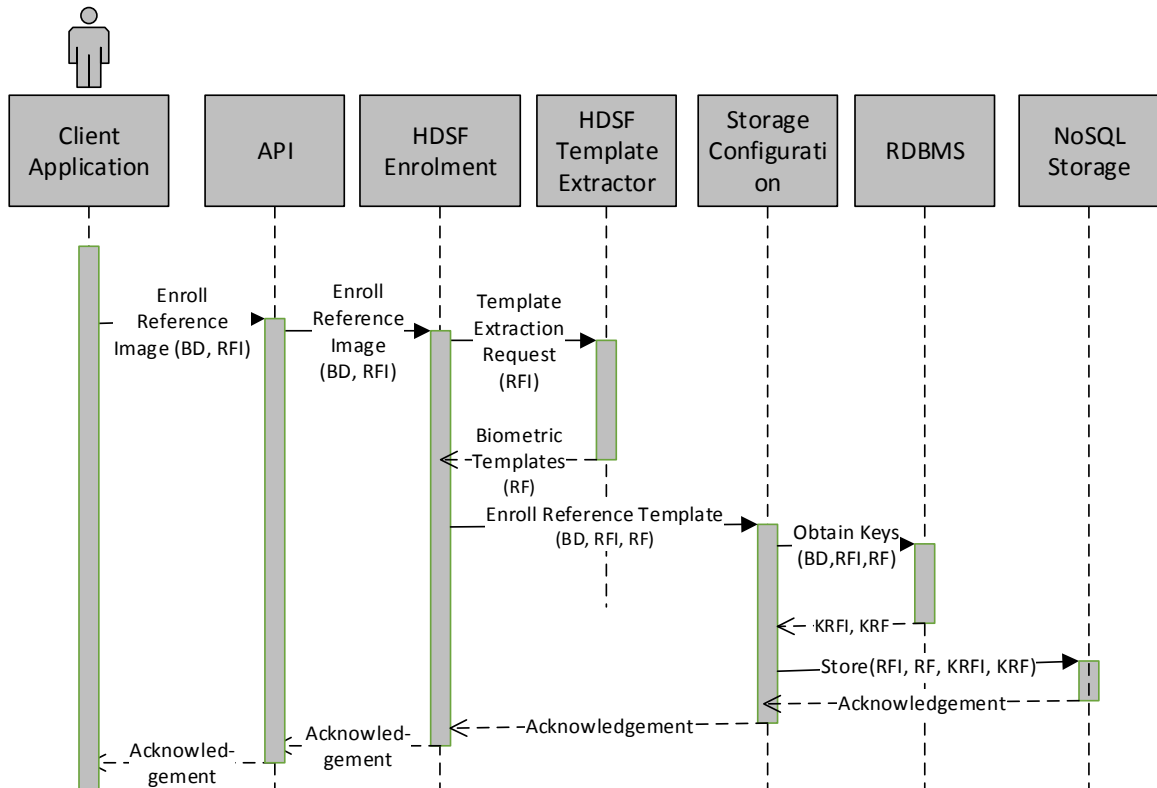 Client
Application
API
HDSF
Enrolment
HDSF
Template
Extractor
Storage
Configurati
on
RDBMS
NoSQL
Storage
Enroll
Reference
Image (BD, RFI)
Enroll
Reference
Image
(BD, RFI)
Template
Extraction
Request
(RFI)
Biometric
Templates
(RF)
Enroll Reference Template
(BD, RFI, RF)
Obtain Keys
(BD,RFI,RF)
KRFI, KRF
Store(RFI, RF, KRFI, KRF)
Acknowledgement
Acknowledgement
Acknowled-
gement
Acknowled-
gement